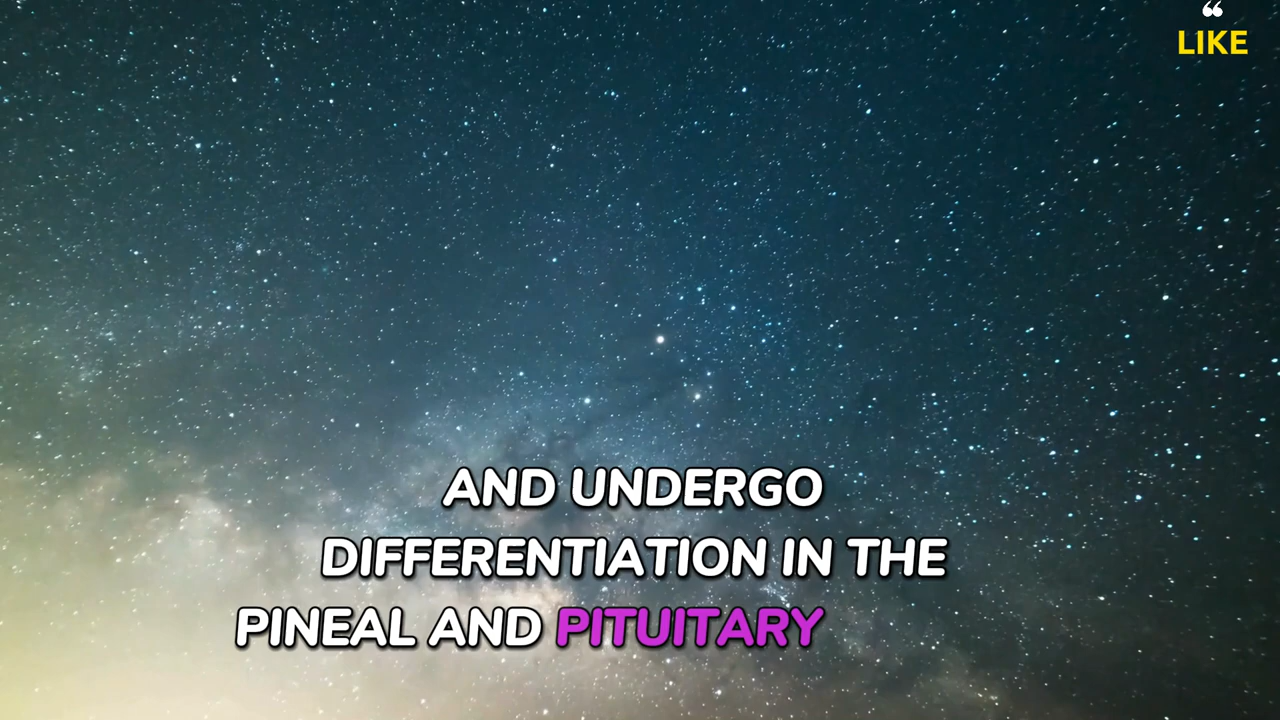 ❝
LIKE
AND UNDERGO
DIFFERENTIATION IN THE
PINEAL AND PITUITARY